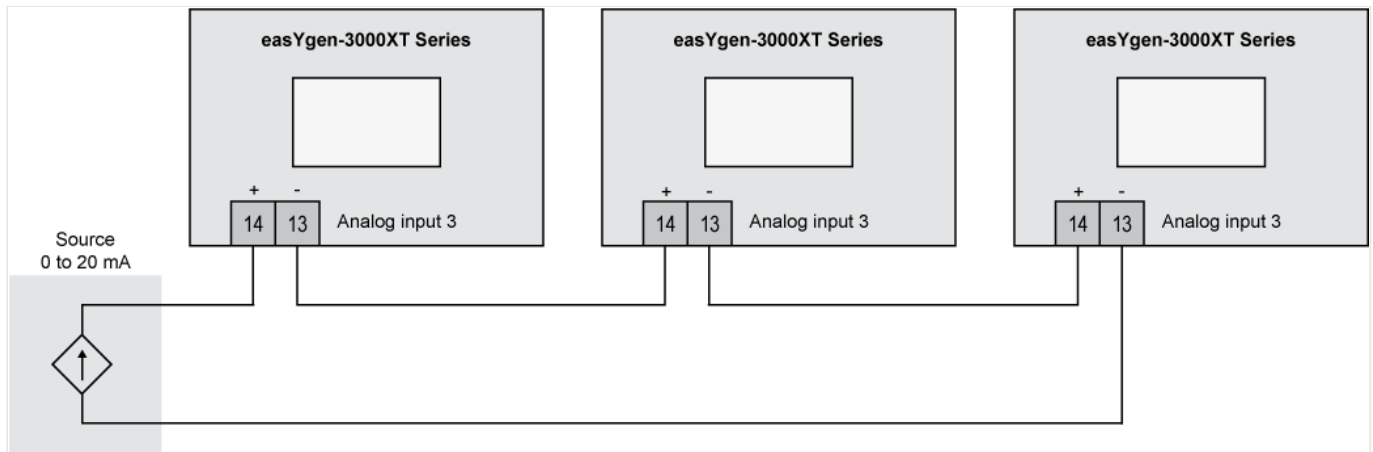 easYgen-3000XT Series
easYgen-3000XT Series
easYgen-3000XT Series
+ -
+ -
+ -
14 13 Analog input 3
14 13 Analog input 3
14 13 Analog input 3
Source
0 to 20 mA